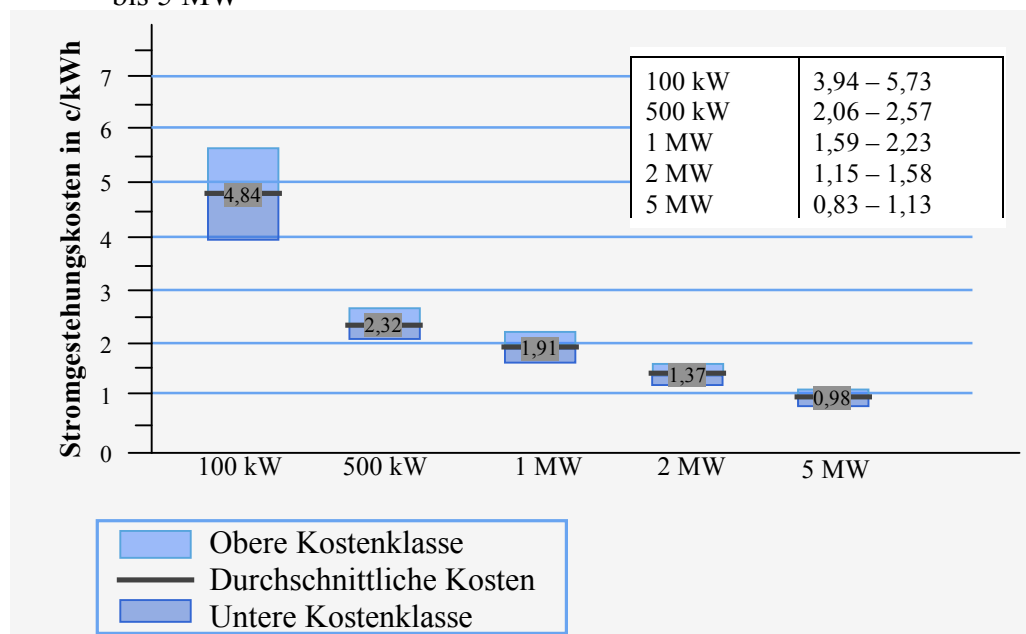 bis 5 MW
Stromgestehungskosten in c/kWh
7
6
5
4
3
2
1
0
100 kW 3,94 – 5,73
500 kW 2,06 – 2,57
1 MW 1,59 – 2,23
2 MW 1,15 – 1,58
5 MW 0,83 – 1,13
4,84
2,32
1,91
1,37
0,98
100 kW 500 kW 1 MW 2 MW 5 MW
Obere Kostenklasse
Durchschnittliche Kosten
Untere Kostenklasse